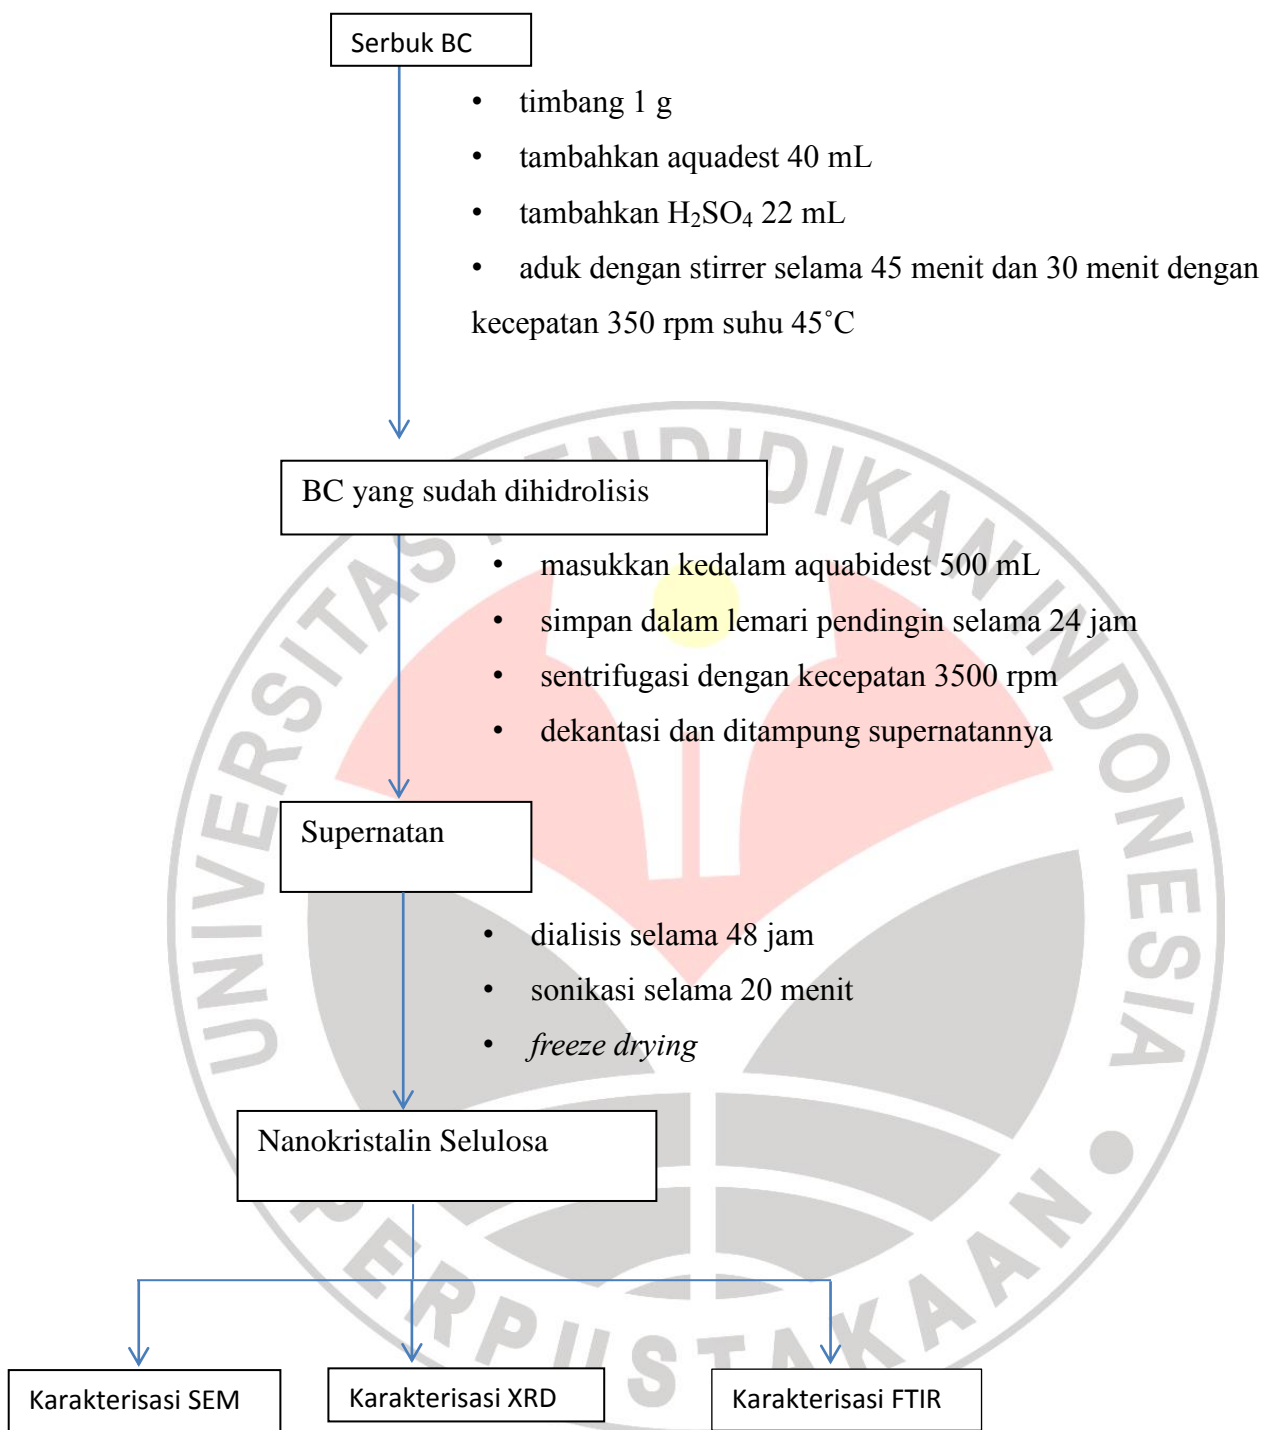 Serbuk BC
• timbang 1 g
• tambahkan aquadest 40 mL
• tambahkan H₂SO₄ 22 mL
• aduk dengan stirrer selama 45 menit dan 30 menit dengan
kecepatan 350 rpm suhu 45˚C
BC yang sudah dihidrolisis
• masukkan kedalam aquabidest 500 mL
• simpan dalam lemari pendingin selama 24 jam
• sentrifugasi dengan kecepatan 3500 rpm
• dekantasi dan ditampung supernatannya
Supernatan
• dialisis selama 48 jam
• sonikasi selama 20 menit
• freeze drying
Nanokristalin Selulosa
Karakterisasi SEM
Karakterisasi XRD
Karakterisasi FTIR
UNIVERSITAS PENDIDIKAN INDONESIA
PERPUSTAKAAN